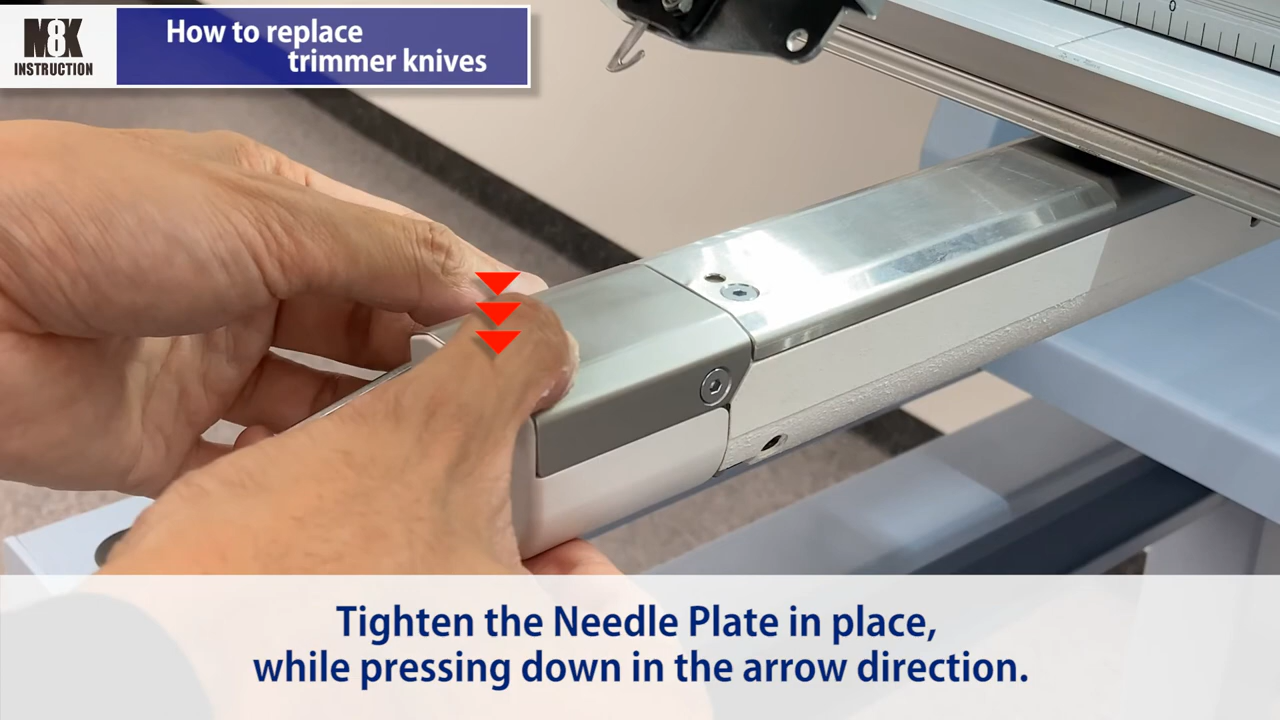 M8K
INSTRUCTION
How to replace
trimmer knives
0
Tighten the Needle Plate in place,
while pressing down in the arrow direction.